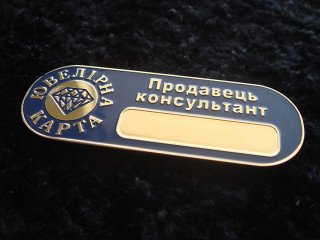 ЮВЕЛІРНА
КАРТА
Продавець
консультант